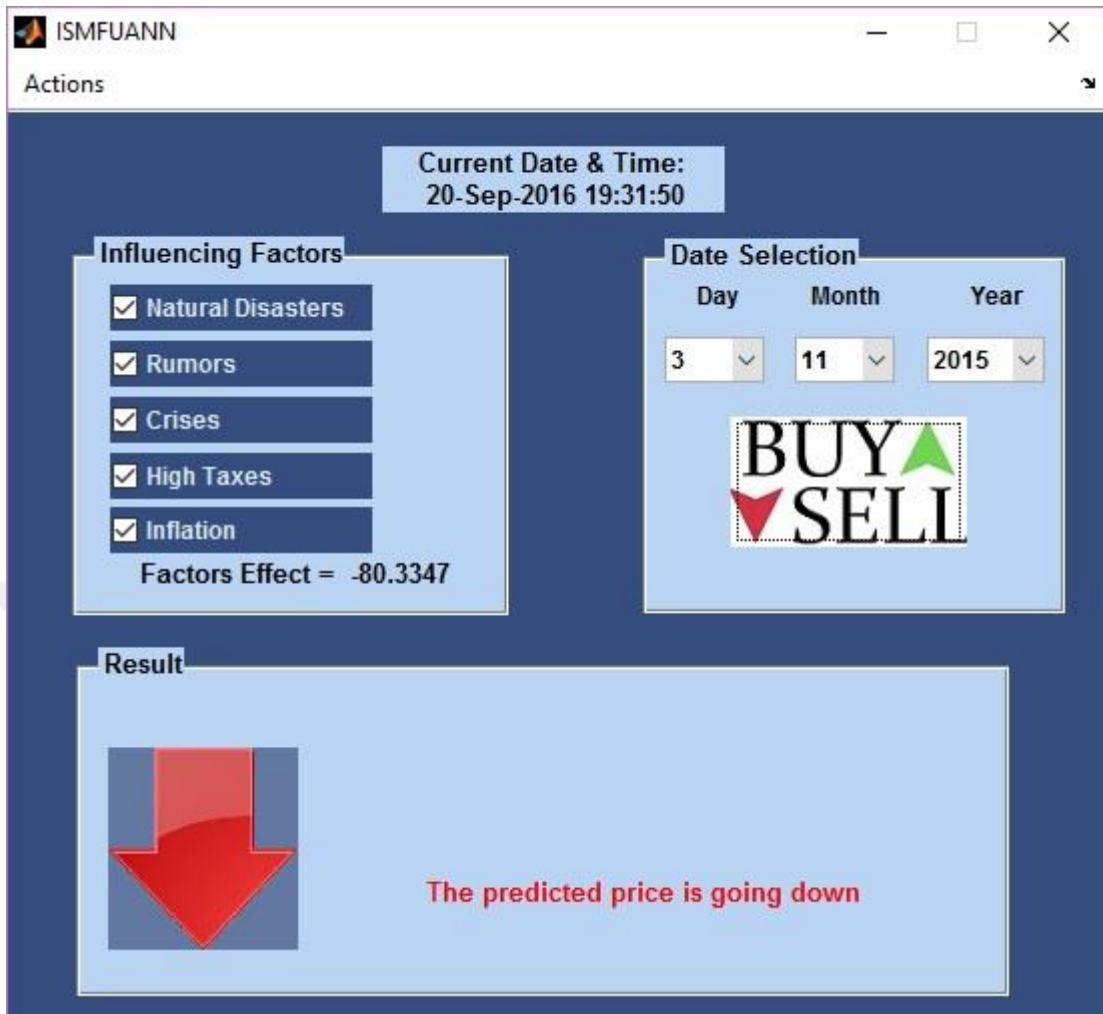 ISMFUANN
Actions
Current Date & Time:
20-Sep-2016 19:31:50
Influencing Factors
Natural Disasters
Rumors
Crises
High Taxes
Inflation
Factors Effect = -80.3347
Date Selection
Day Month Year
3 11 2015
BUY
SELL
Result
The predicted price is going down